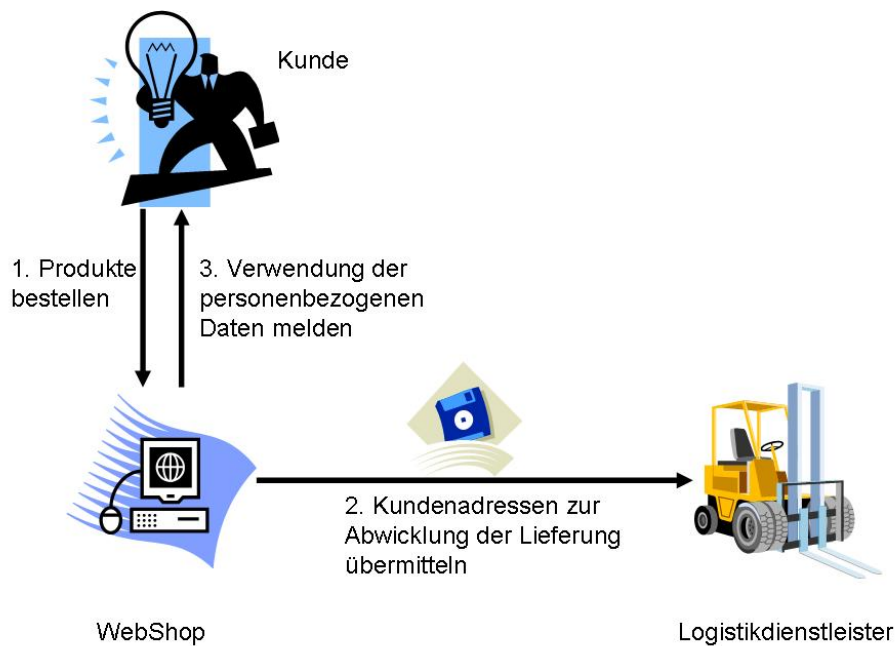 Kunde
1. Produkte
bestellen
3. Verwendung der
personenbezogenen
Daten melden
2. Kundenadressen zur
Abwicklung der Lieferung
übermitteln
WebShop
Logistikdienstleister